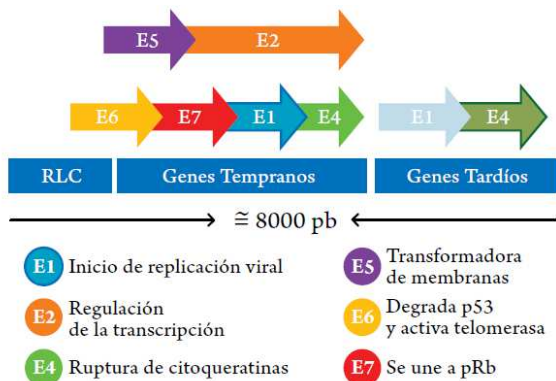 E5 E2
E6 E7 E1 E4 E1 E4
RLC Genes Tempranos Genes Tardíos
≅ 8000 pb
E1 Inicio de replicación viral
E2 Regulación
de la transcripción
E4 Ruptura de citoqueratinas
E5 Transformadora
de membranas
E6 Degrada p53
y activa telomerasa
E7 Se une a pRb